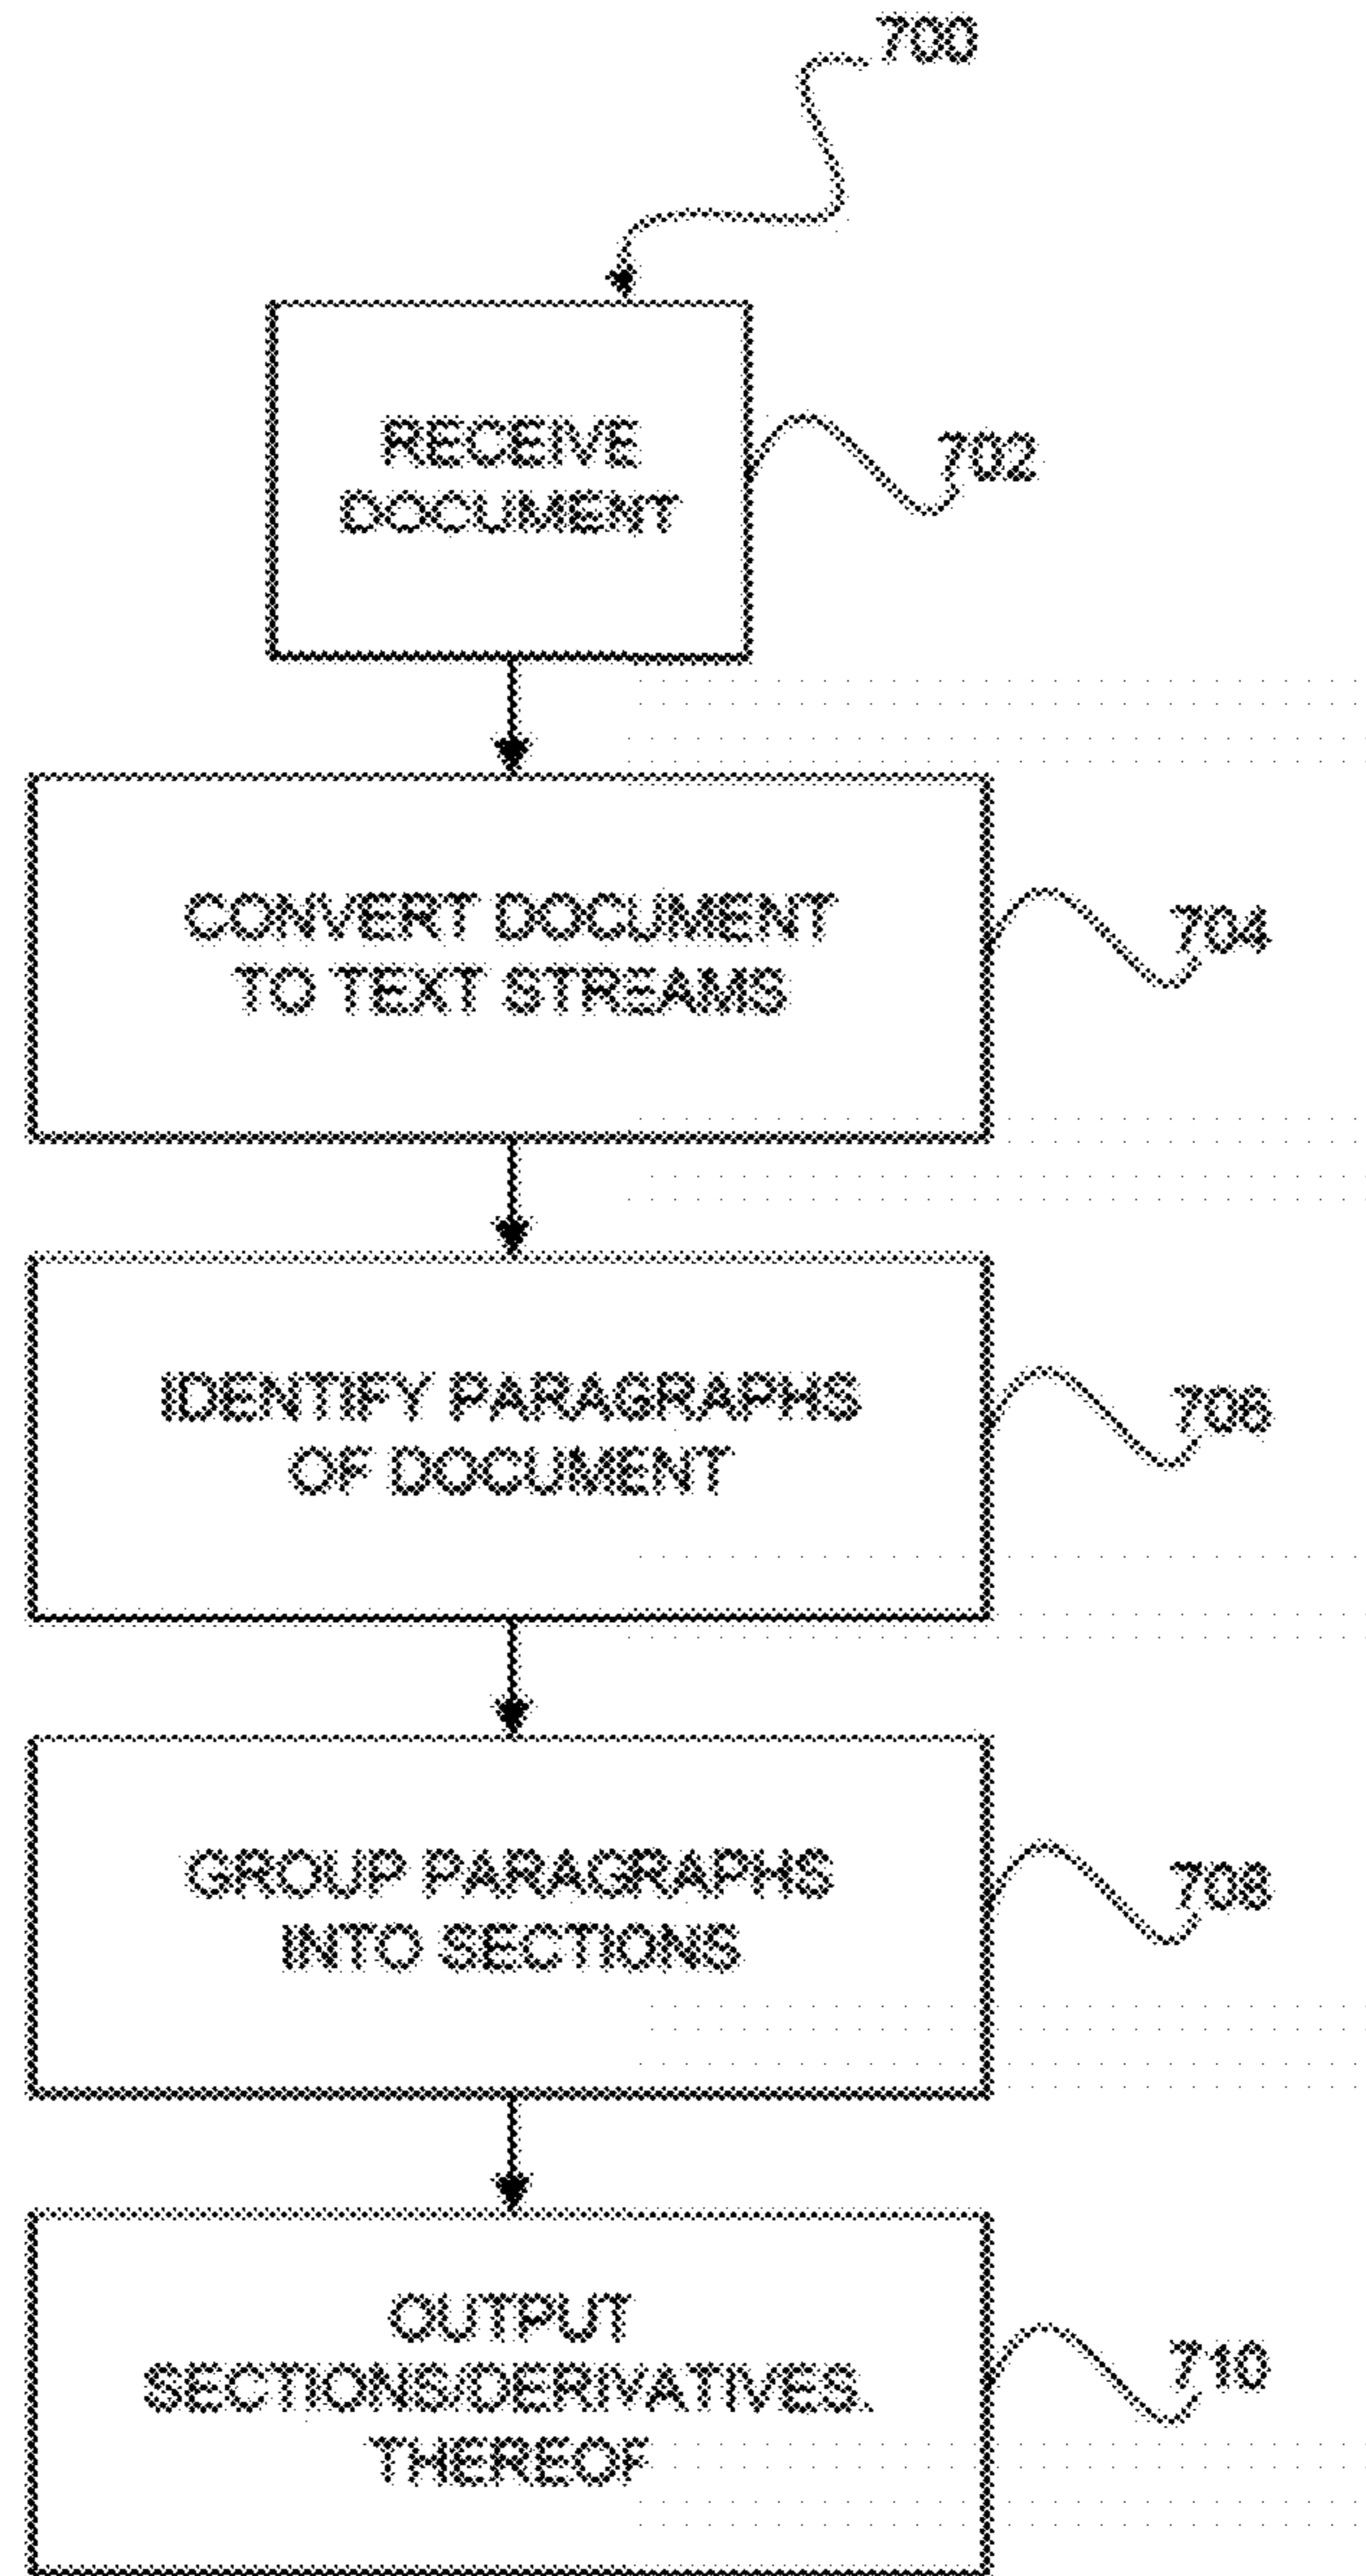 700
RECEIVE
DOCUMENT
702
CONVERT DOCUMENT
TO TEXT STREAMS
704
IDENTIFY PARAGRAPHS
OF DOCUMENT
706
GROUP PARAGRAPHS
INTO SECTIONS
708
OUTPUT
SECTIONS/DERIVATIVES
THEREOF
710